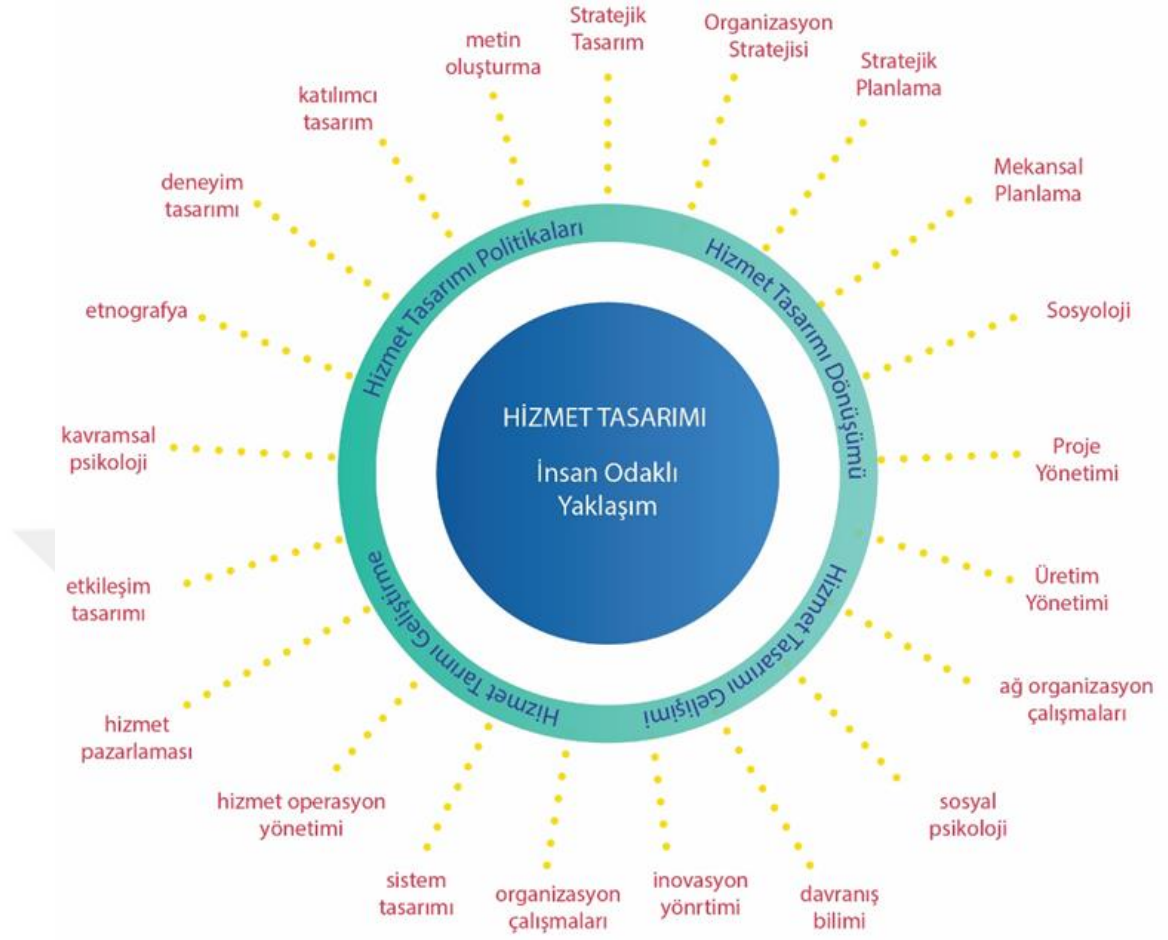 Stratejik
Tasarım
Organizasyon
Stratejisi
Stratejik
Planlama
Mekansal
Planlama
Sosyoloji
Proje
Yönetimi
Üretim
Yönetimi
ağ organizasyon
çalışmaları
sosyal
psikoloji
davranış
bilimi
inovasyon
yönrtimi
organizasyon
çalışmaları
sistem
tasarımı
hizmet operasyon
yönetimi
hizmet
pazarlaması
etkileşim
tasarımı
kavramsal
psikoloji
etnografya
deneyim
tasarımı
katılımcı
tasarım
metin
oluşturma
Hizmet Tasarımı Politikaları
Hizmet Tasarımı Dönüşümü
Hizmet Tasarımı Gelişimi
Hizmet Tarımı Geliştirme
HİZMET TASARIMI
İnsan Odaklı
Yaklaşım